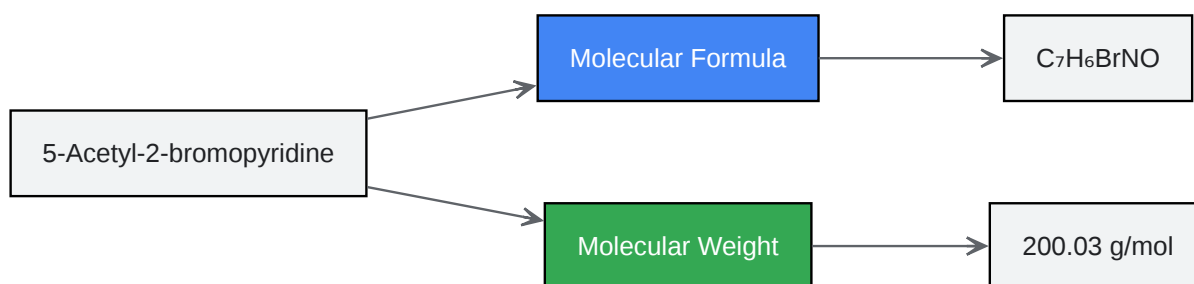 5-Acetyl-2-bromopyridine
Molecular Formula
C₇H₆BrNO
Molecular Weight
200.03 g/mol